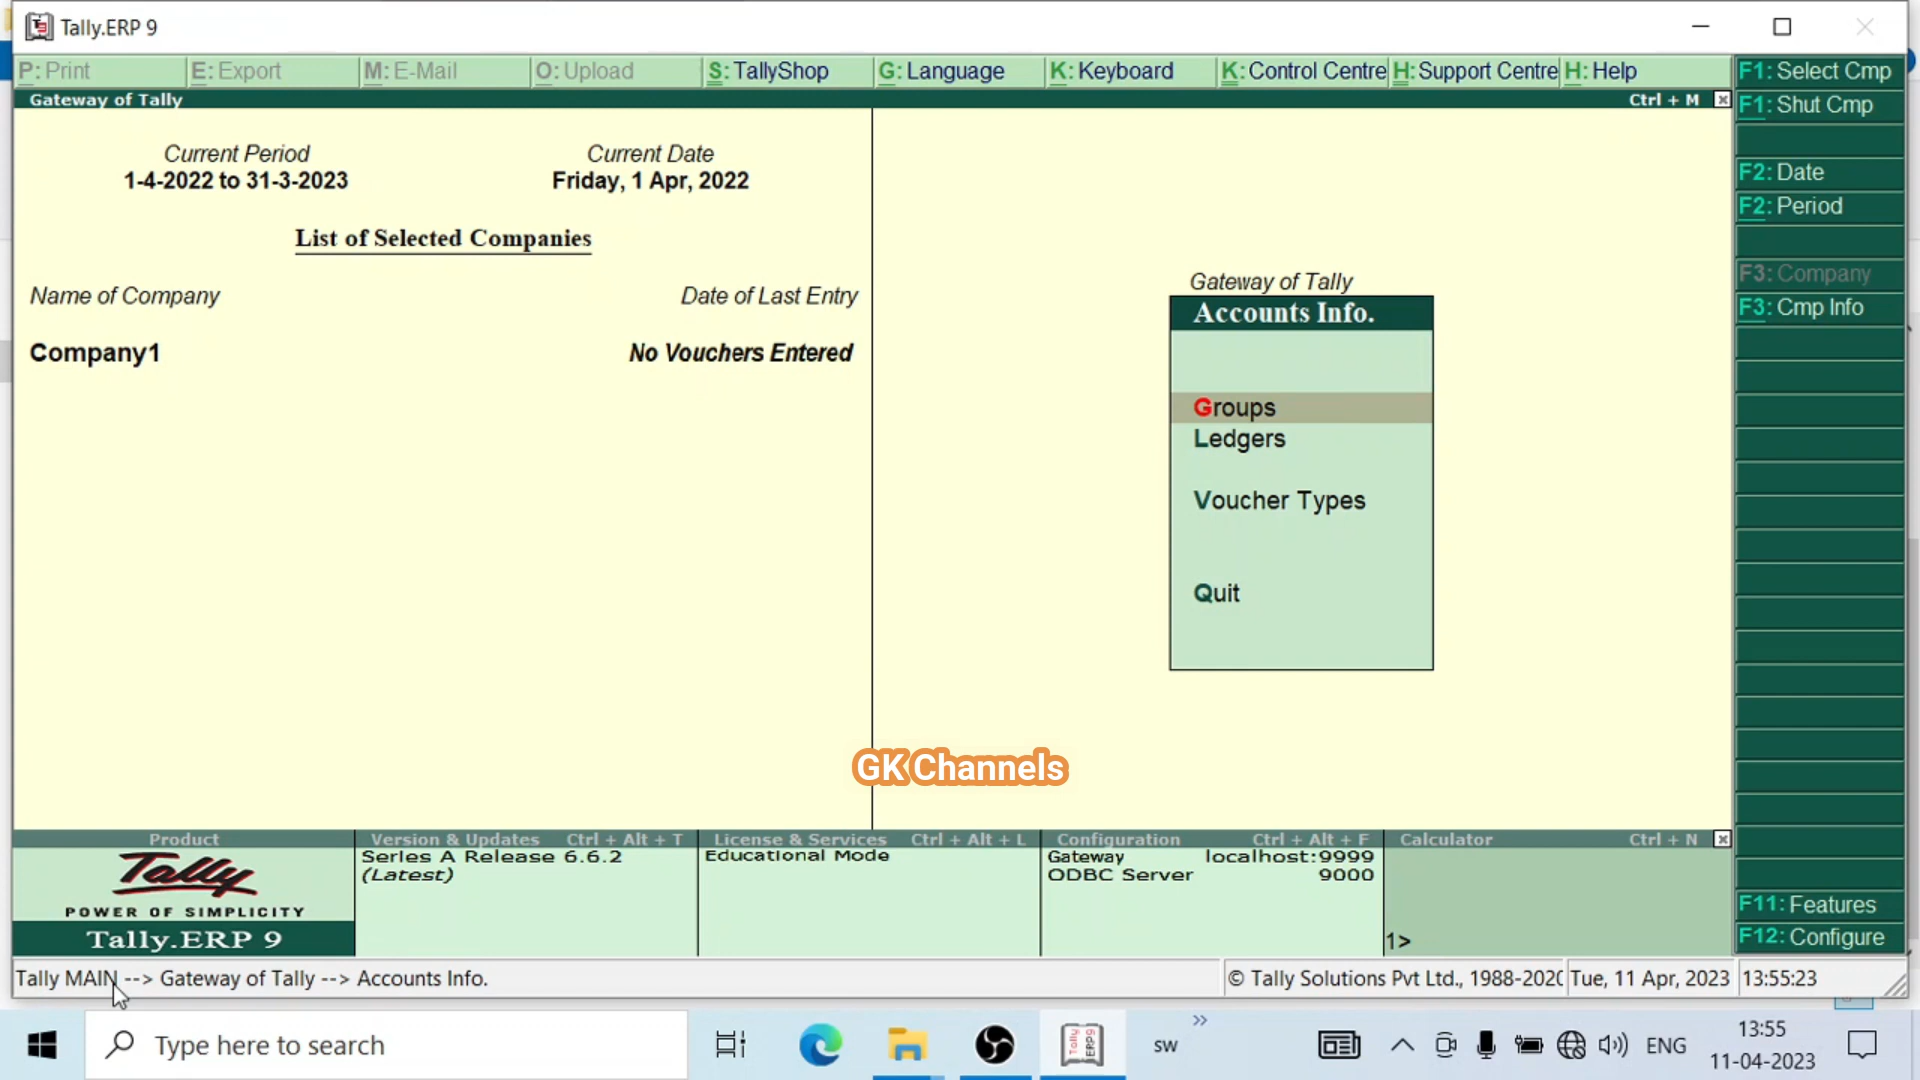 Tally.ERP 9
P: Print E: Export M: E-Mail O: Upload S: TallyShop G: Language K: Keyboard K: Control Centre H: Support Centre H: Help
Gateway of Tally Ctrl + M
Current Period Current Date
1-4-2022 to 31-3-2023 Friday, 1 Apr, 2022
List of Selected Companies
Name of Company Date of Last Entry
Company1 No Vouchers Entered
Gateway of Tally
Accounts Info.
Groups
Ledgers
Voucher Types
Quit
F1: Select Cmp
F1: Shut Cmp
F2: Date
F2: Period
F3: Company
F3: Cmp Info
F11: Features
F12: Configure
GK Channels
Product
Tally
POWER OF SIMPLICITY
Tally.ERP 9
Version & Updates Ctrl + Alt + T
Series A Release 6.6.2
(Latest)
License & Services Ctrl + Alt + L
Educational Mode
Configuration Ctrl + Alt + F
Gateway localhost:9999
ODBC Server 9000
Calculator Ctrl + N
1>
Tally MAIN --> Gateway of Tally --> Accounts Info. © Tally Solutions Pvt Ltd., 1988-2020 Tue, 11 Apr, 2023 13:55:23
Type here to search
Tally
ERP9
sw
ENG
13:55
11-04-2023